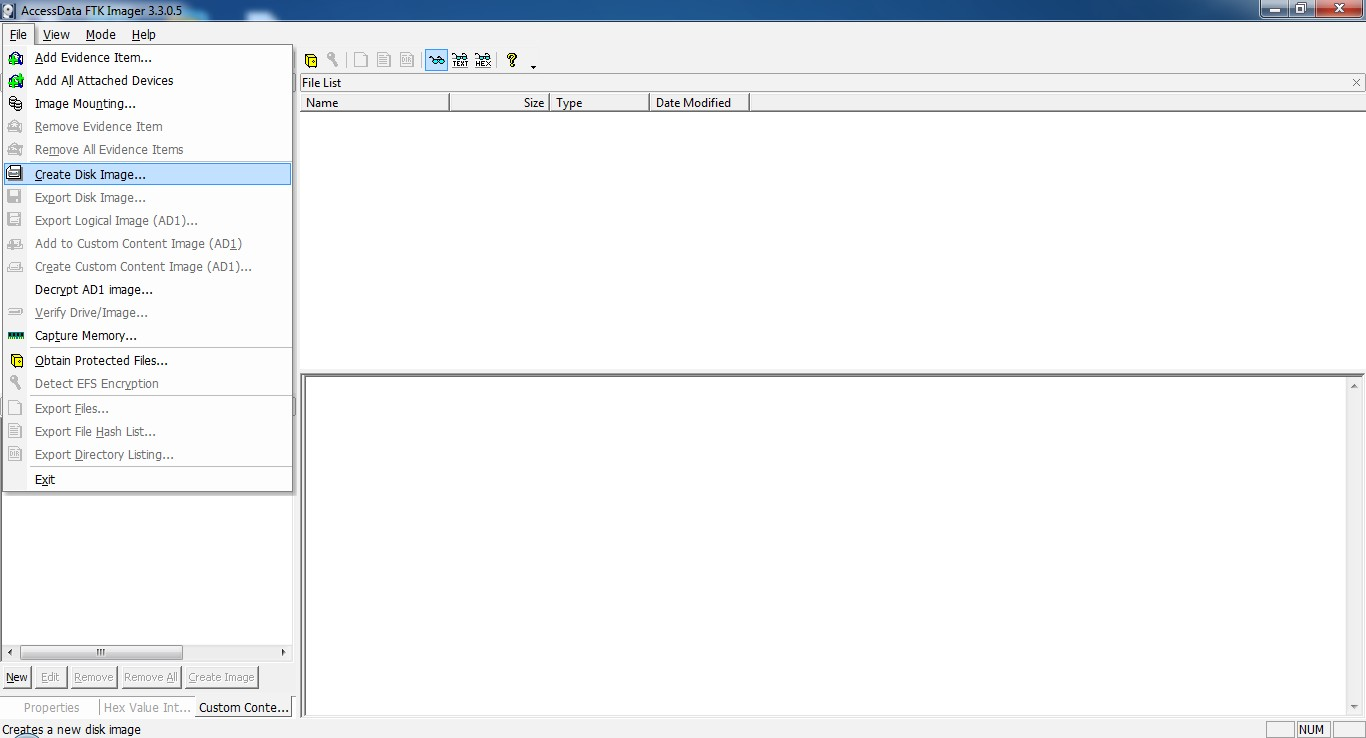 AccessData FTK Imager 3.3.0.5
File View Mode Help
Add Evidence Item...
Add All Attached Devices
Image Mounting...
Remove Evidence Item
Remove All Evidence Items
Create Disk Image...
Export Disk Image...
Export Logical Image (AD1)...
Add to Custom Content Image (AD1)
Create Custom Content Image (AD1)...
Decrypt AD1 image...
Verify Drive/Image...
Capture Memory...
Obtain Protected Files...
Detect EFS Encryption
Export Files...
Export File Hash List...
Export Directory Listing...
Exit
DIR TEXT HEX ?
File List
Name Size Type Date Modified
New Edit Remove Remove All Create Image
Properties Hex Value Int... Custom Conte...
Creates a new disk image
NUM